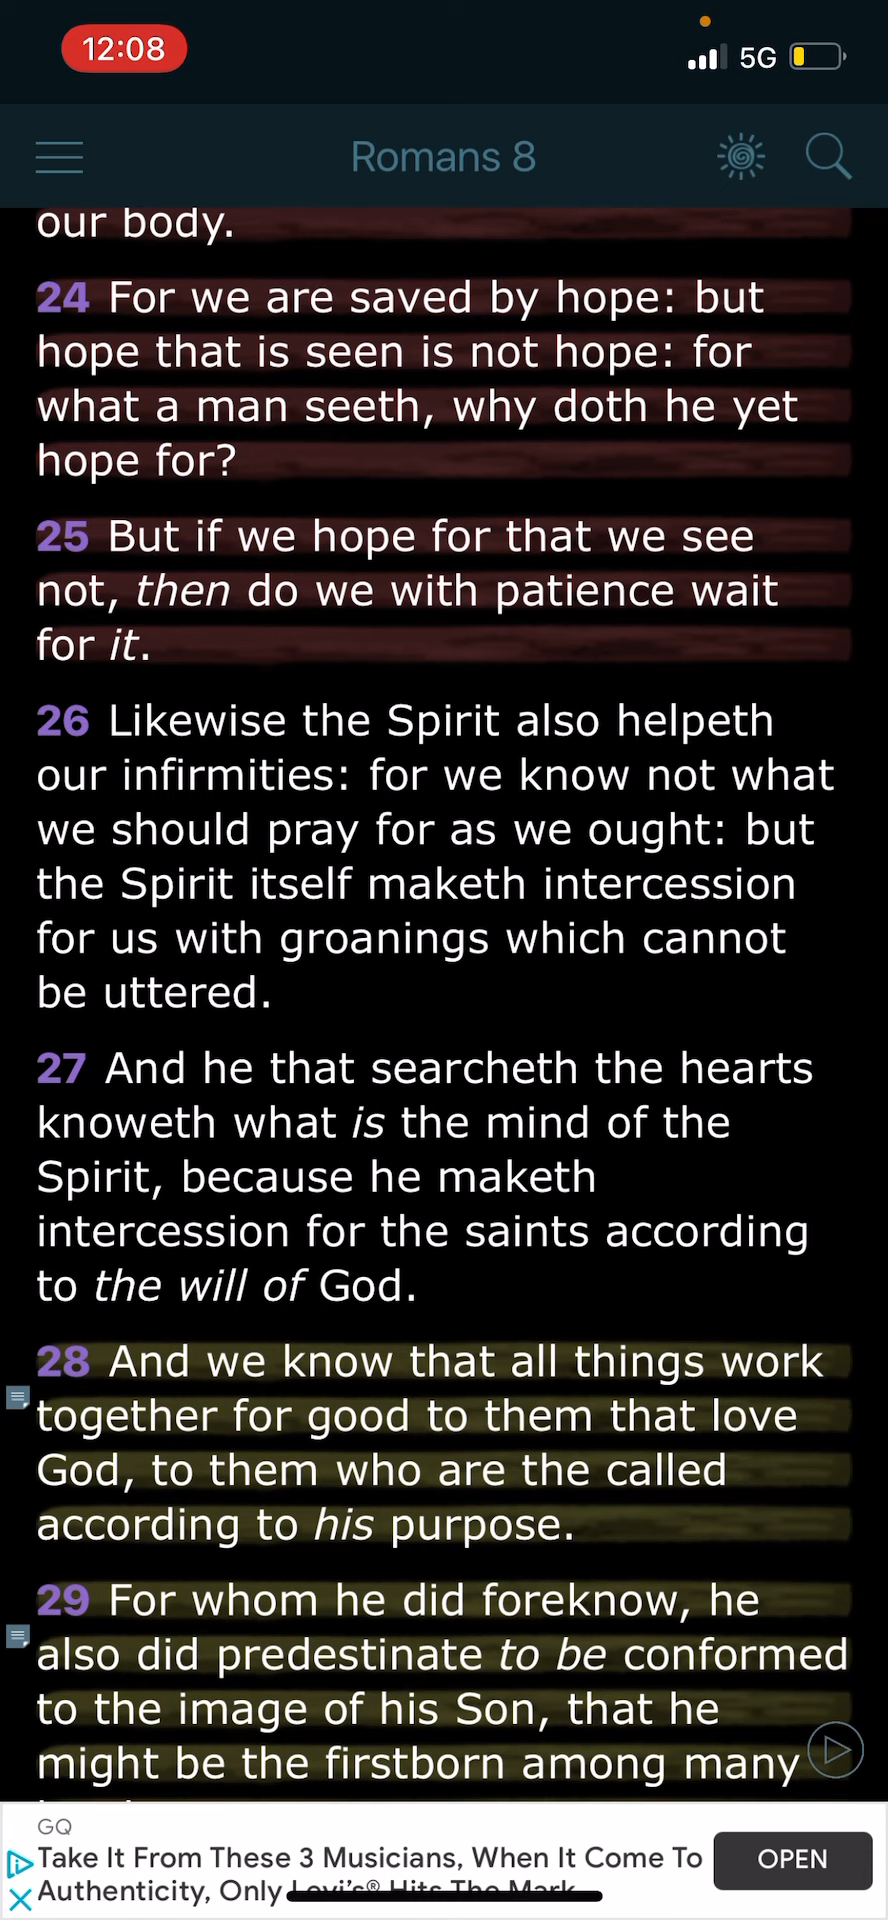 12:08
5G
Romans 8
our body.
24 For we are saved by hope: but
hope that is seen is not hope: for
what a man seeth, why doth he yet
hope for?
25 But if we hope for that we see
not, then do we with patience wait
for it.
26 Likewise the Spirit also helpeth
our infirmities: for we know not what
we should pray for as we ought: but
the Spirit itself maketh intercession
for us with groanings which cannot
be uttered.
27 And he that searcheth the hearts
knoweth what is the mind of the
Spirit, because he maketh
intercession for the saints according
to the will of God.
28 And we know that all things work
together for good to them that love
God, to them who are the called
according to his purpose.
29 For whom he did foreknow, he
also did predestinate to be conformed
to the image of his Son, that he
might be the firstborn among many
GQ
Take It From These 3 Musicians, When It Come To
Authenticity, Only Levi's® Hits The Mark
OPEN